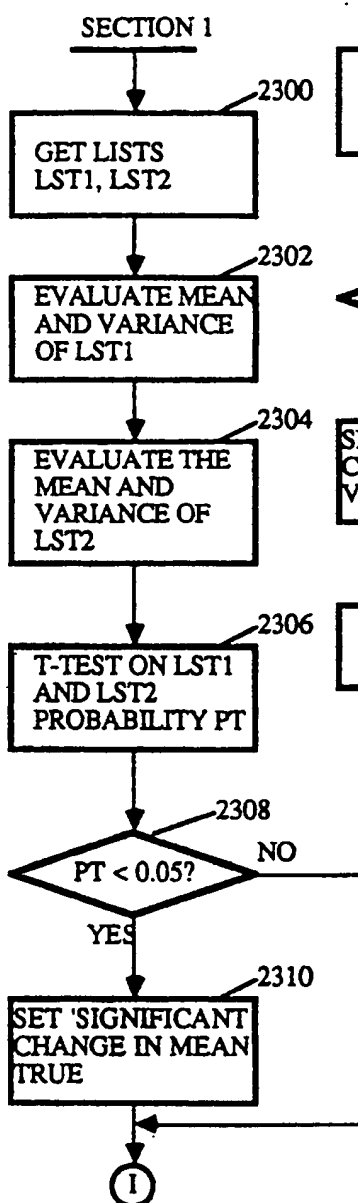 SECTION 1
2300
GET LISTS
LST1, LST2
2302
EVALUATE MEAN
AND VARIANCE
OF LST1
2304
EVALUATE THE
MEAN AND
VARIANCE OF
LST2
2306
T-TEST ON LST1
AND LST2
PROBABILITY PT
2308
PT < 0.05?
NO
YES
2310
SET 'SIGNIFICANT
CHANGE IN MEAN
TRUE
I